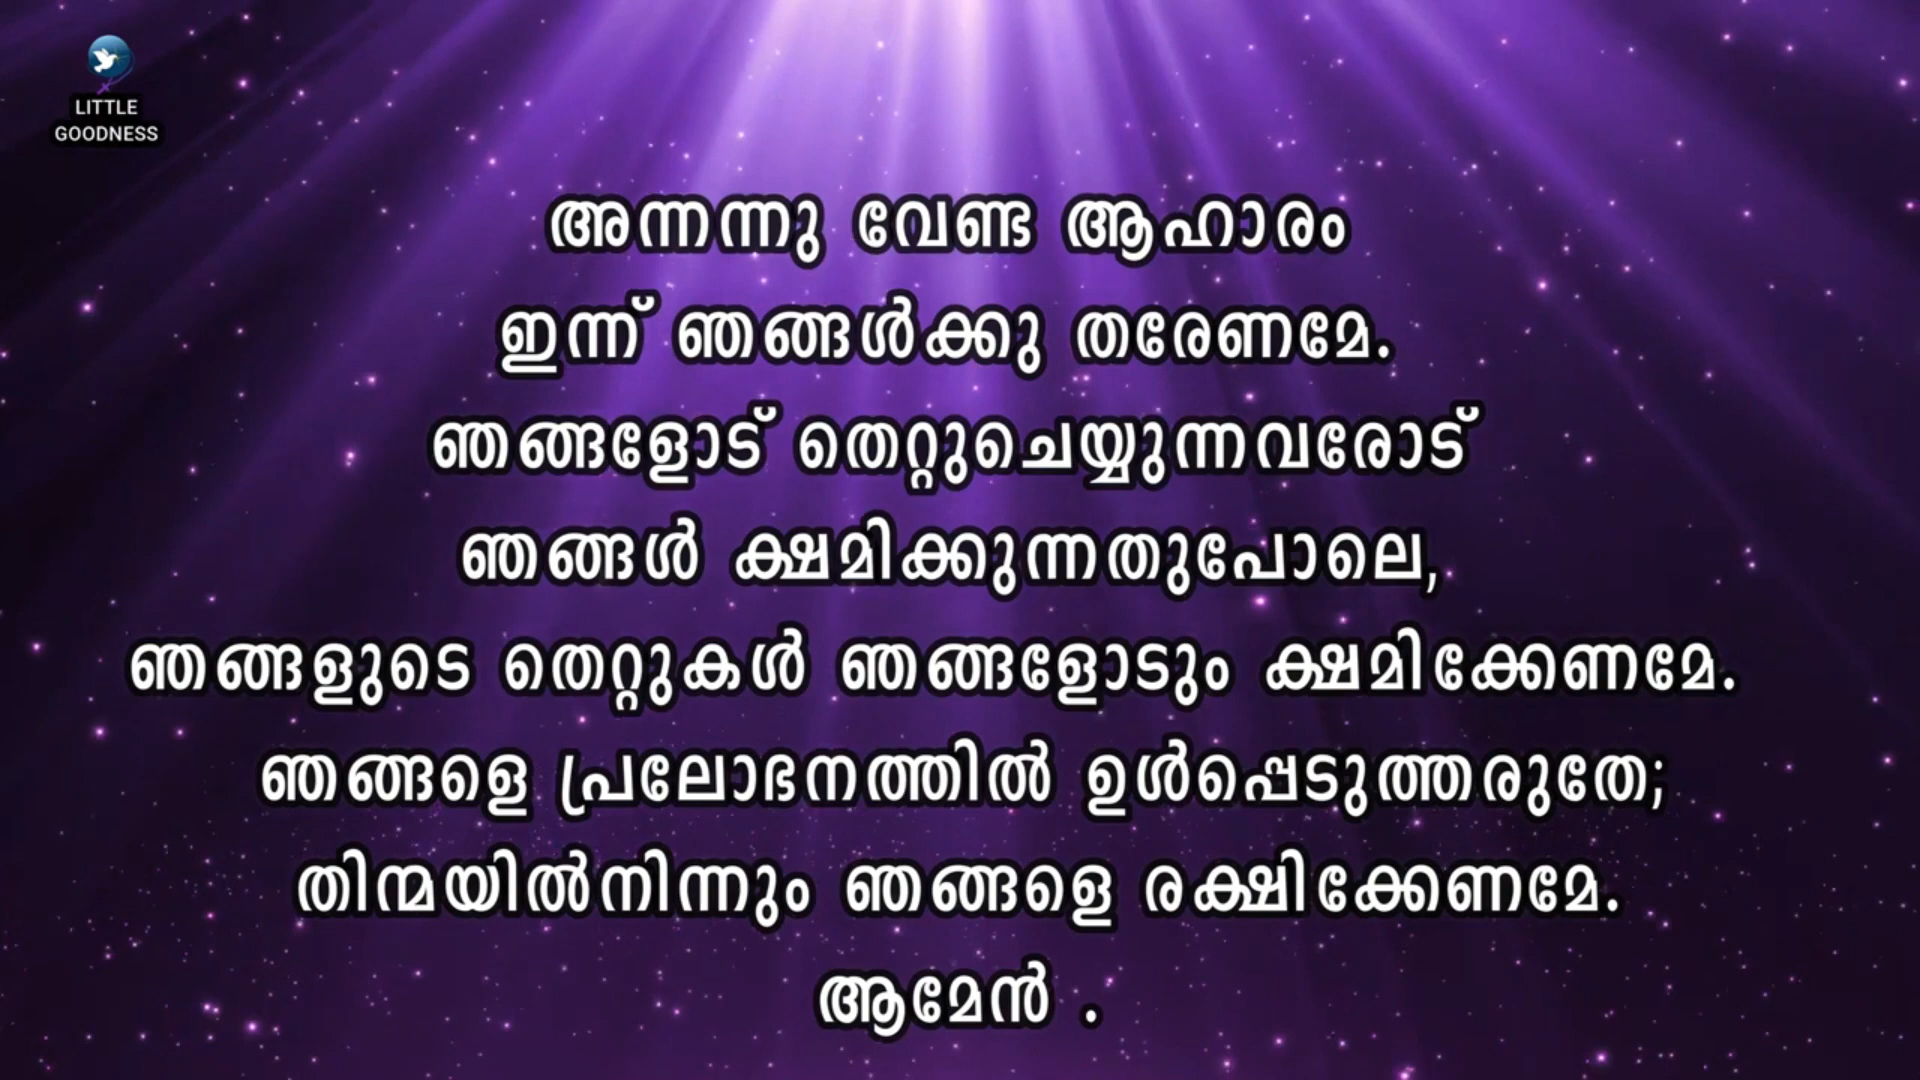 LITTLE
GOODNESS
അന്നന്നു വേണ്ട ആഹാരം
ഇന്ന് ഞങ്ങൾക്കു തരേണമേ.
ഞങ്ങളോട് തെറ്റുചെയ്യുന്നവരോട്
ഞങ്ങൾ ക്ഷമിക്കുന്നതുപോലെ,
ഞങ്ങളുടെ തെറ്റുകൾ ഞങ്ങളോടും ക്ഷമിക്കേണമേ.
ഞങ്ങളെ പ്രലോഭനത്തിൽ ഉൾപ്പെടുത്തരുതേ;
തിന്മയിൽനിന്നും ഞങ്ങളെ രക്ഷിക്കേണമേ.
ആമേൻ .